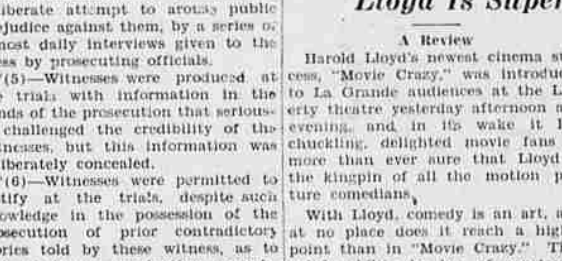 liberate attempt to arouse public
ejudice against them, by a series of
most daily interviews given to the
ess by prosecuting officials.
"(5)—Witnesses were produced at
e trials with information in the
nds of the prosecution that serious-
challenged the credibility of the
tnesses, but this information was
liberately concealed.
"(6)—Witnesses were permitted to
tify at the trials, despite such
owledge in the possession of the
osecution of prior contradictory
ories told by these witness, as to
Lloyd Is Super
A Review
Harold Lloyd's newest cinema su
cess, "Movie Crazy," was introduc
to La Grande audiences at the L
erty theatre yesterday afternoon a
evening, and in its wake it l
chuckling, delighted movie fans
more than ever sure that Lloyd
the kingpin of all the motion p
ture comedians.
With Lloyd, comedy is an art, a
at no place does it reach a hig
point than in "Movie Crazy." Th